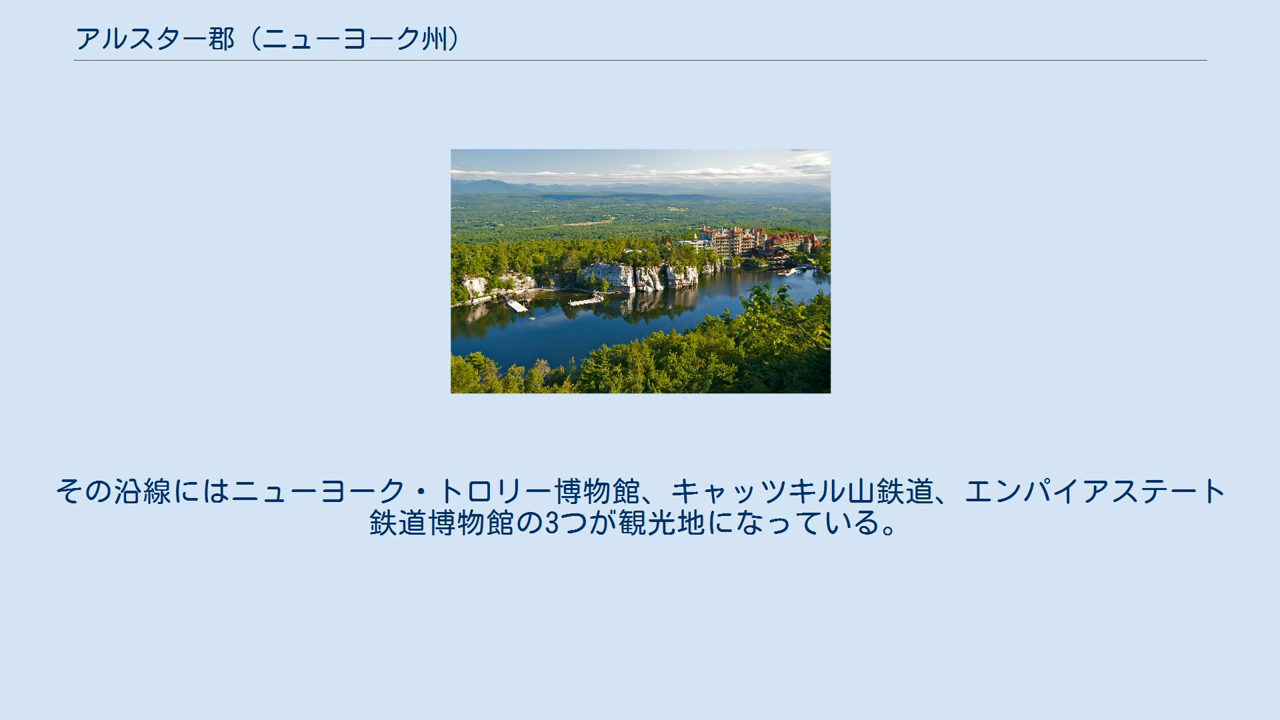 アルスター郡（ニューヨーク州）
その沿線にはニューヨーク・トロリー博物館、キャッツキル山鉄道、エンパイアステート
鉄道博物館の3つが観光地になっている。